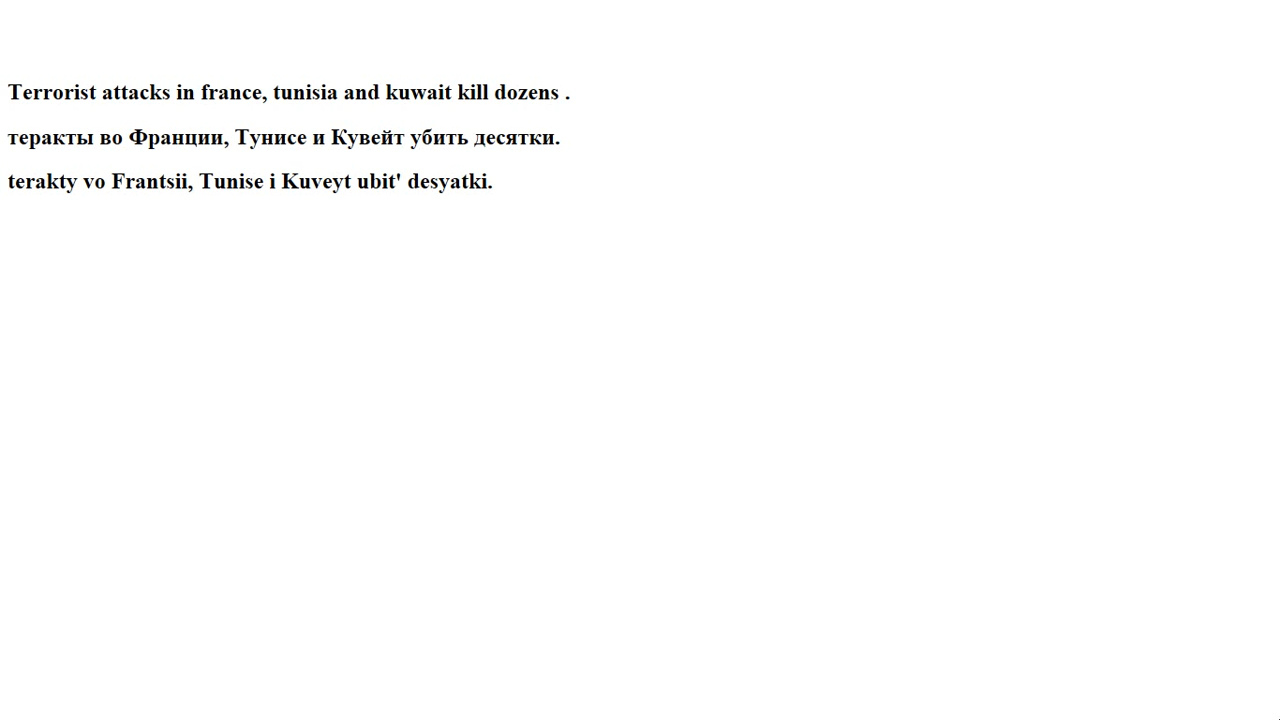 Terrorist attacks in france, tunisia and kuwait kill dozens .
теракты во Франции, Тунисе и Кувейт убить десятки.
terakty vo Frantsii, Tunise i Kuveyt ubit' desyatki.